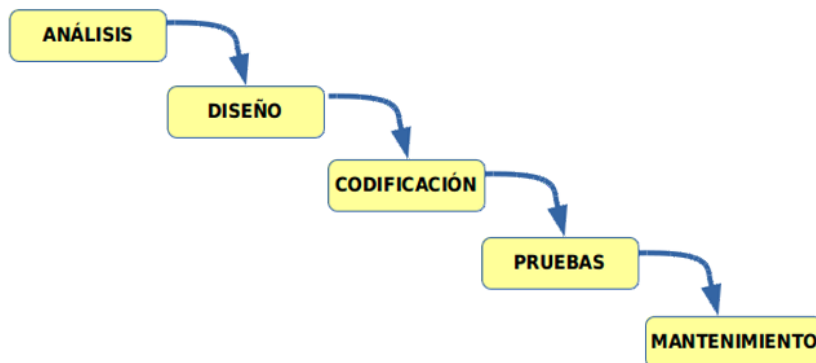 ANÁLISIS
DISEÑO
CODIFICACIÓN
PRUEBAS
MANTENIMIENTO